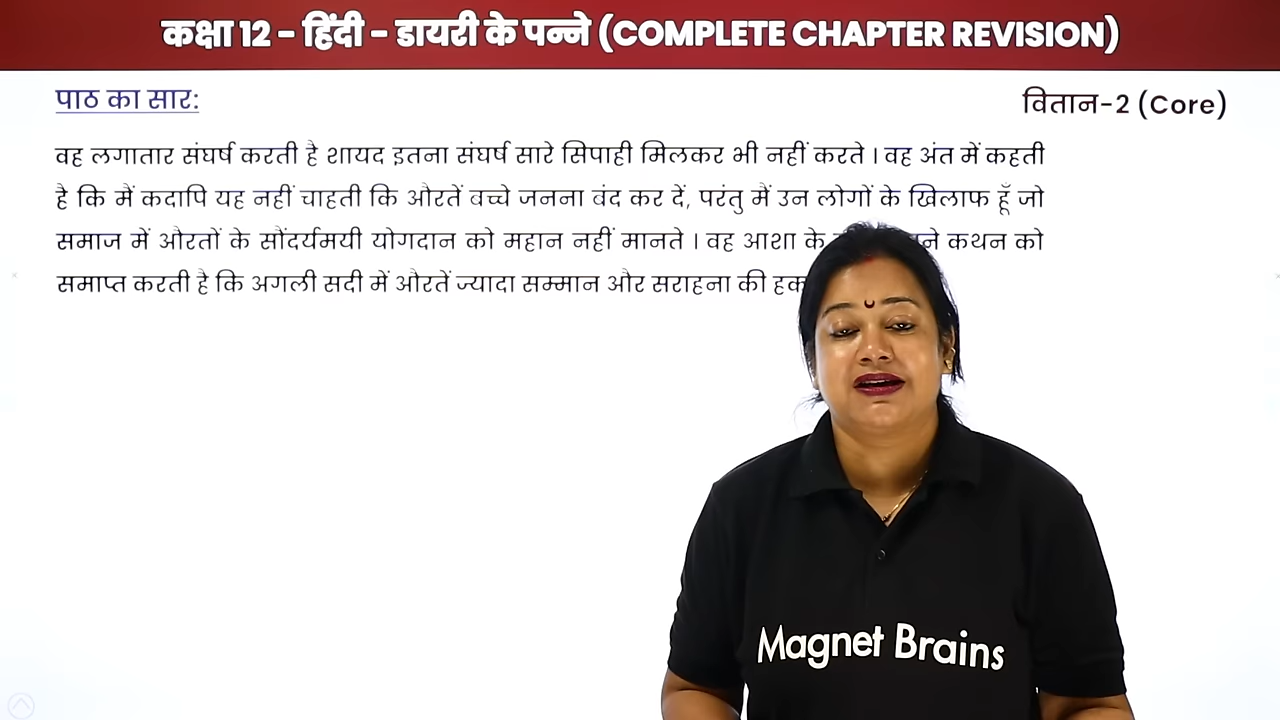 कक्षा 12 - हिंदी - डायरी के पन्ने (COMPLETE CHAPTER REVISION)
पाठ का सार:
वितान-2 (Core)
वह लगातार संघर्ष करती है शायद इतना संघर्ष सारे सिपाही मिलकर भी नहीं करते । वह अंत में कहती
है कि मैं कदापि यह नहीं चाहती कि औरतें बच्चे जनना बंद कर दें, परंतु मैं उन लोगों के खिलाफ हूँ जो
समाज में औरतों के सौंदर्यमयी योगदान को महान नहीं मानते । वह आशा के कथन को
समाप्त करती है कि अगली सदी में औरतें ज्यादा सम्मान और सराहना की
Magnet Brains